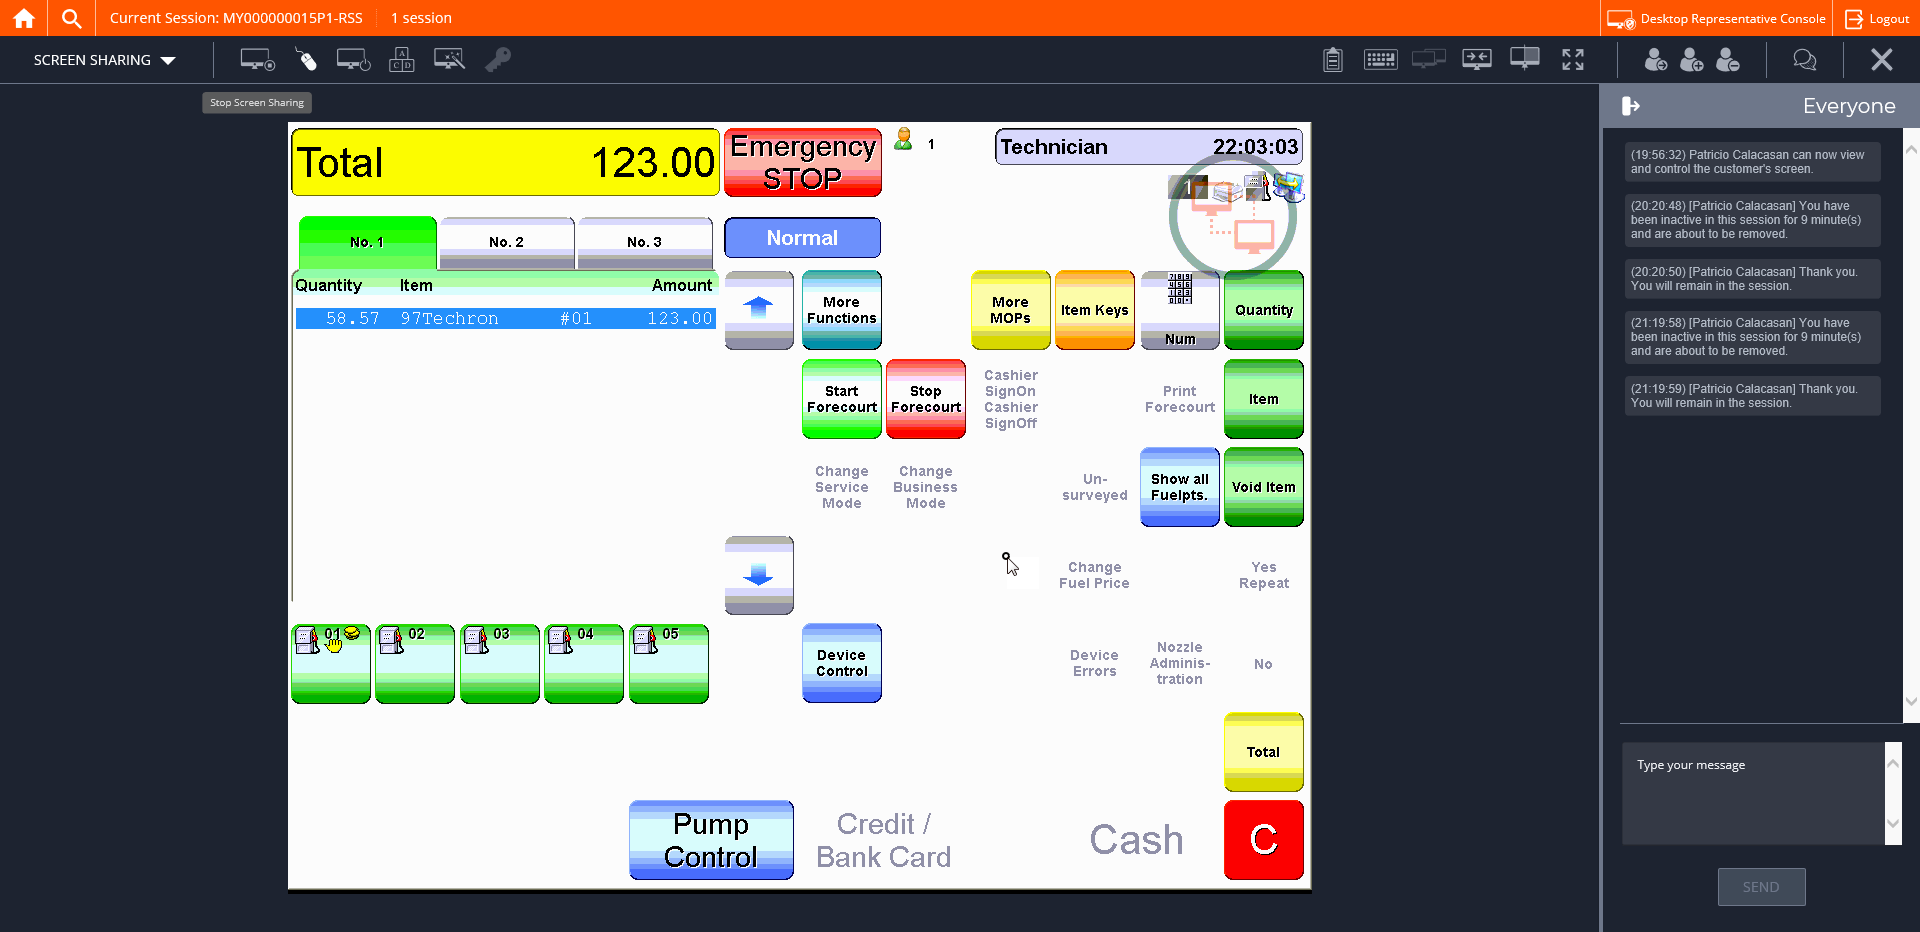 Current Session: MY000000015P1-RSS
1 session
Desktop Representative Console
Logout
SCREEN SHARING
Stop Screen Sharing
Everyone
(19:56:32) Patricio Calacasan can now view
and control the customer's screen.
(20:20:48) [Patricio Calacasan] You have
been inactive in this session for 9 minute(s)
and are about to be removed.
(20:20:50) [Patricio Calacasan] Thank you.
You will remain in the session.
(21:19:58) [Patricio Calacasan] You have
been inactive in this session for 9 minute(s)
and are about to be removed.
(21:19:59) [Patricio Calacasan] Thank you.
You will remain in the session.
Type your message
SEND
Total 123.00
Emergency
STOP
1
Technician 22:03:03
1
No. 1
No. 2
No. 3
Normal
Quantity Item Amount
58.57 97Techron #01 123.00
More
Functions
More
MOPs
Item Keys
Num
Quantity
Start
Forecourt
Stop
Forecourt
Cashier
SignOn
Cashier
SignOff
Print
Forecourt
Item
Change
Service
Mode
Change
Business
Mode
Un-
surveyed
Show all
Fuelpts.
Void Item
Change
Fuel Price
Yes
Repeat
01
02
03
04
05
Device
Control
Device
Errors
Nozzle
Adminis-
tration
No
Total
Pump
Control
Credit /
Bank Card
Cash
C